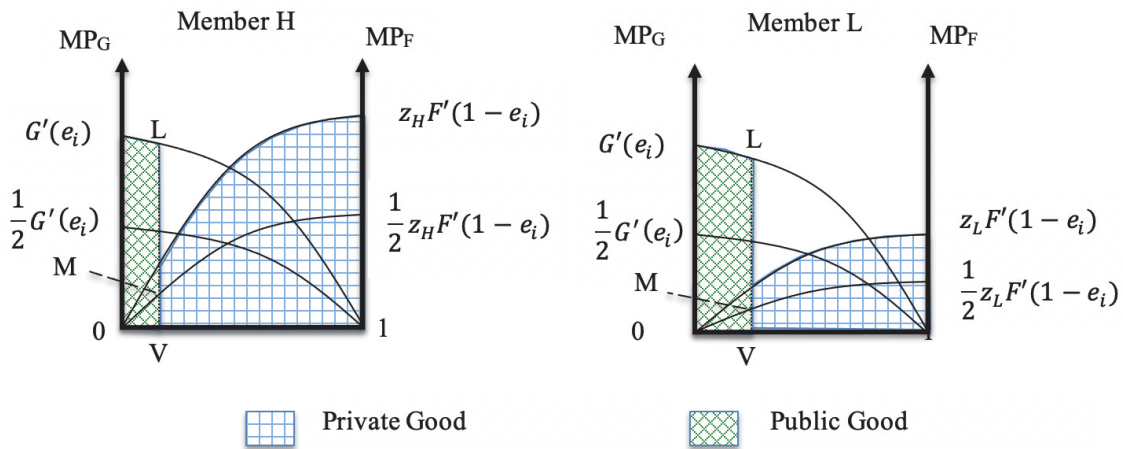 Member H
MP_G
MP_F
G′(e_i)
L
z_H F′(1 − e_i)
1/2 G′(e_i)
1/2 z_H F′(1 − e_i)
M
0
V
1
Member L
MP_G
MP_F
G′(e_i)
L
1/2 G′(e_i)
z_L F′(1 − e_i)
M
1/2 z_L F′(1 − e_i)
0
V
1
Private Good
Public Good